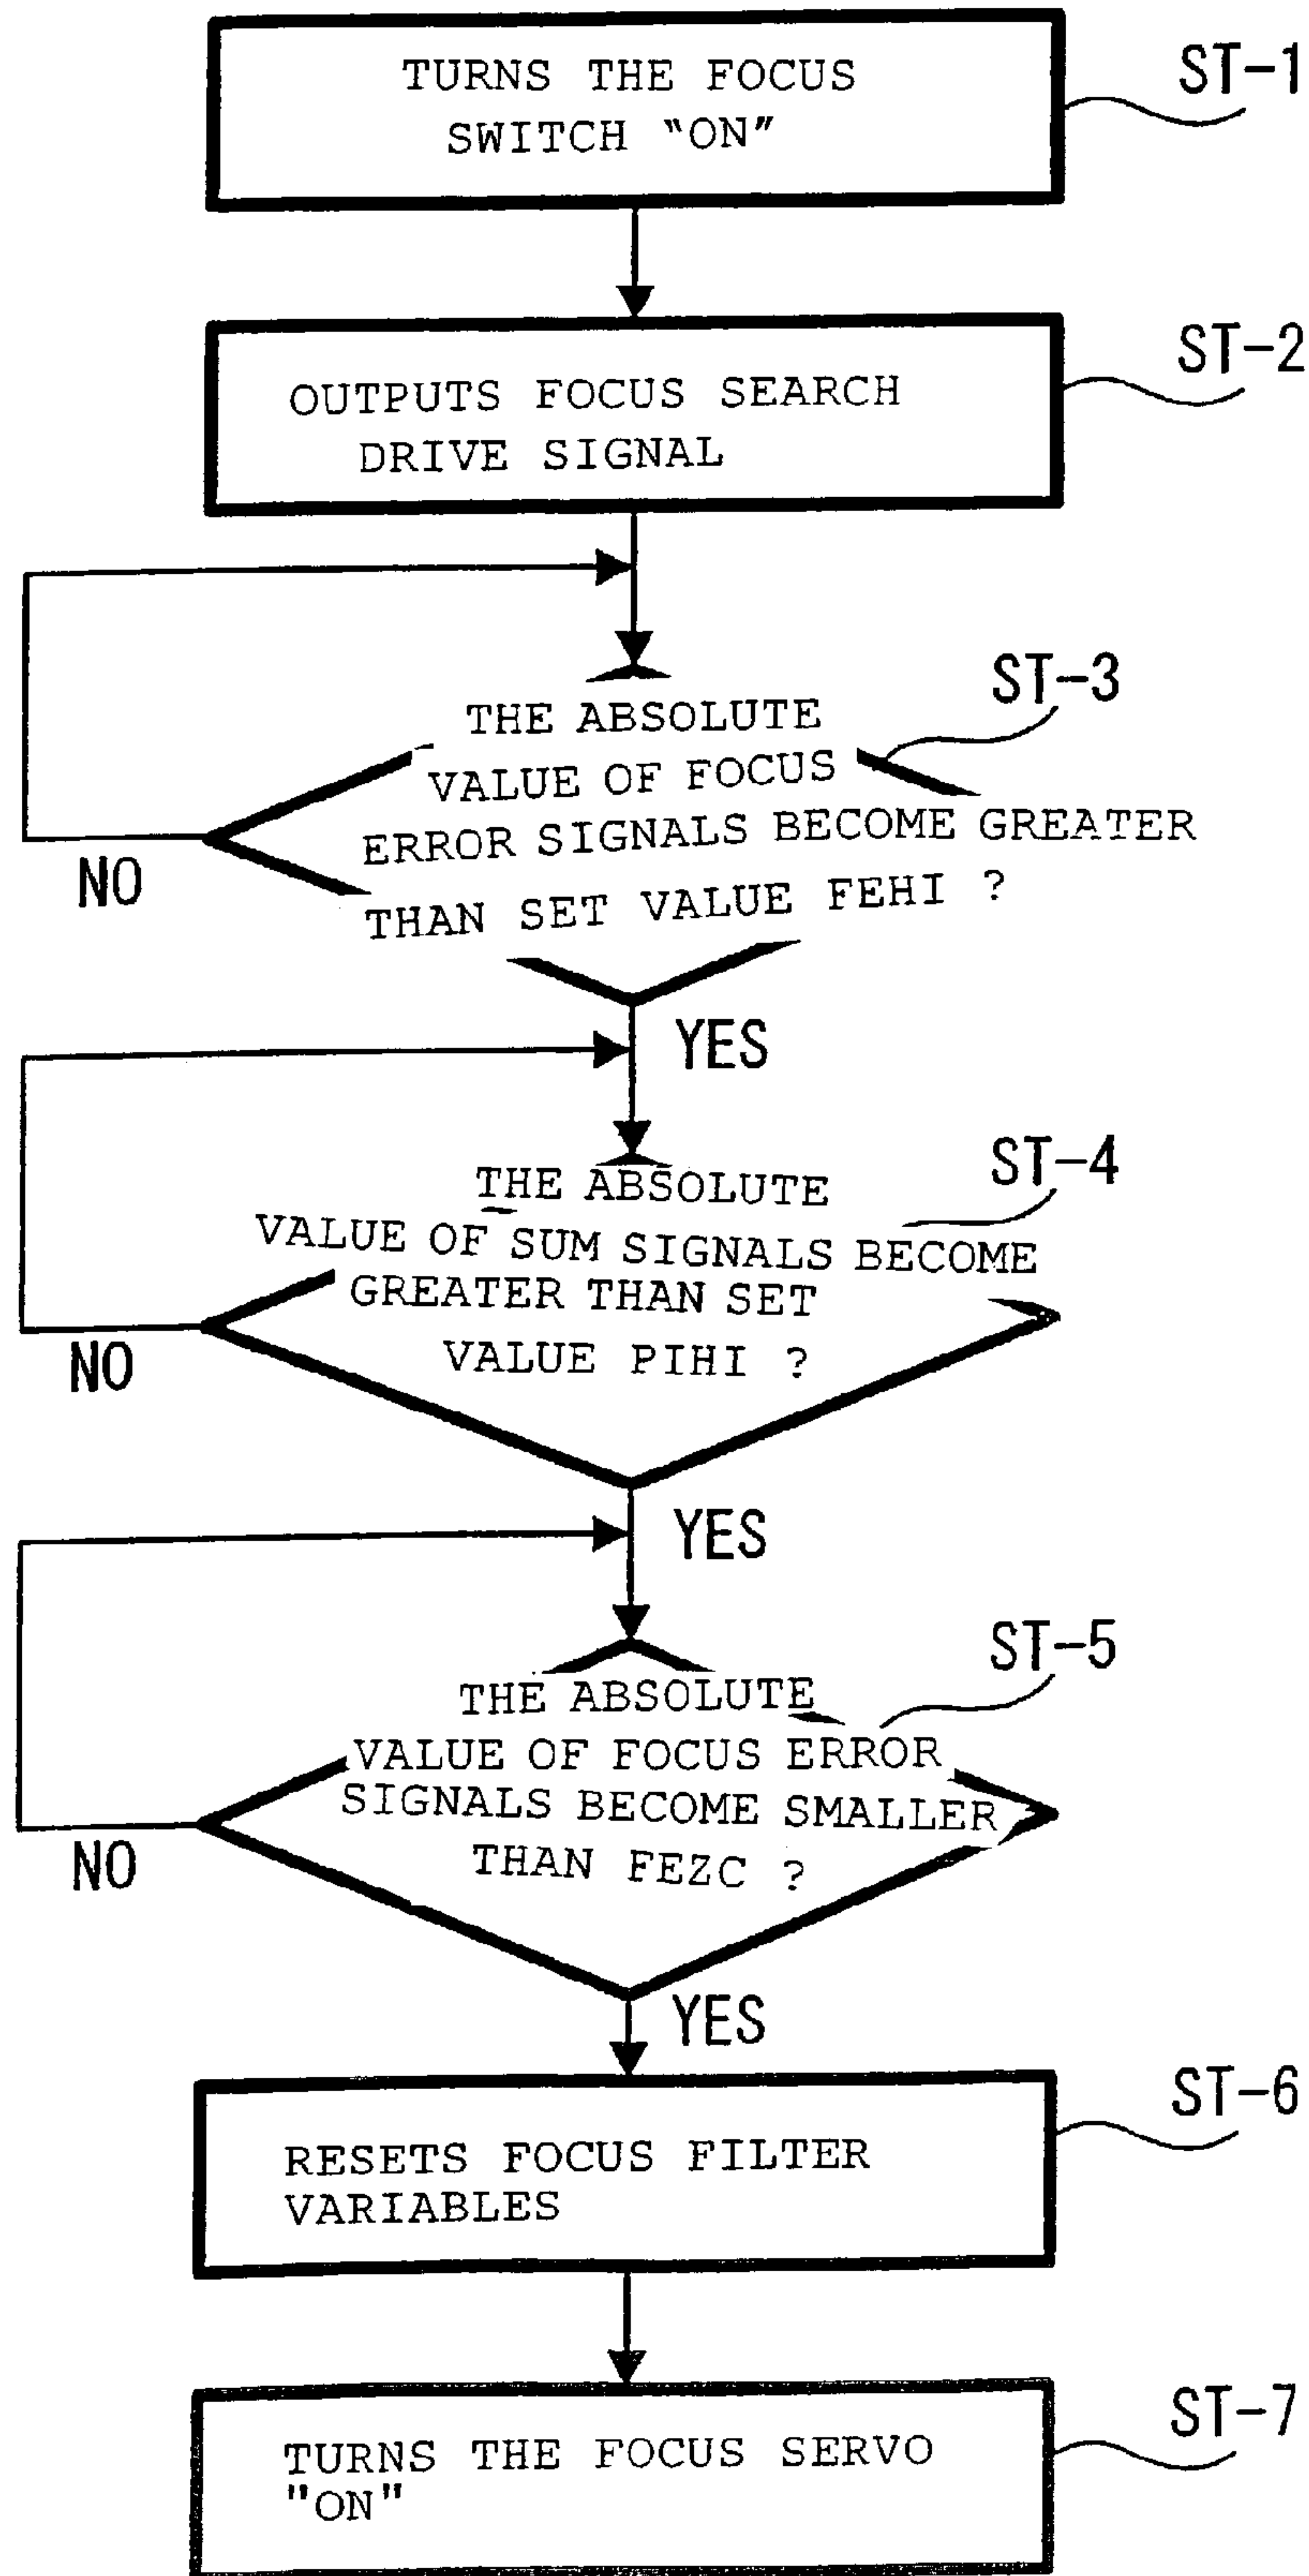 TURNS THE FOCUS
SWITCH “ON”
ST-1
OUTPUTS FOCUS SEARCH
DRIVE SIGNAL
ST-2
THE ABSOLUTE
VALUE OF FOCUS
ERROR SIGNALS BECOME GREATER
THAN SET VALUE FEHI ?
ST-3
NO
YES
THE ABSOLUTE
VALUE OF SUM SIGNALS BECOME
GREATER THAN SET
VALUE PIHI ?
ST-4
NO
YES
THE ABSOLUTE
VALUE OF FOCUS ERROR
SIGNALS BECOME SMALLER
THAN FEZC ?
ST-5
NO
YES
RESETS FOCUS FILTER
VARIABLES
ST-6
TURNS THE FOCUS SERVO
"ON"
ST-7